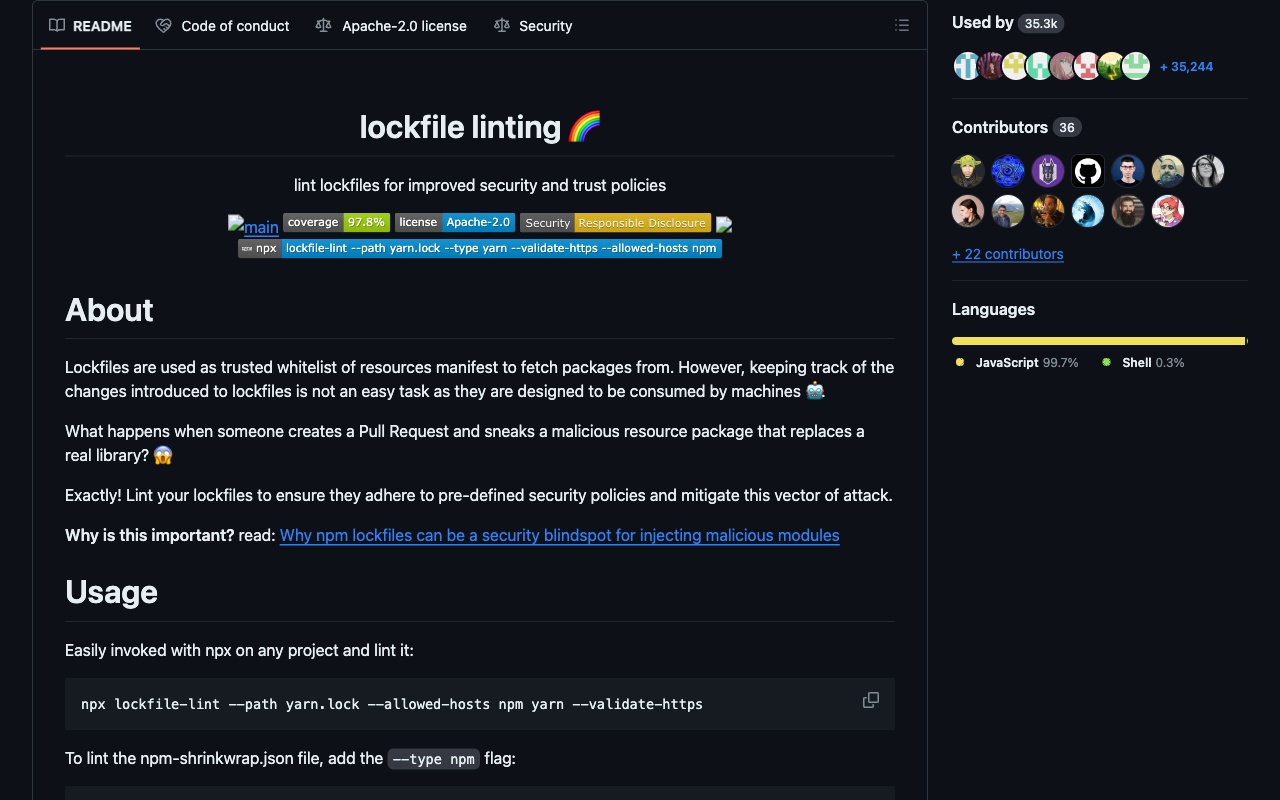 README
Code of conduct
Apache-2.0 license
Security
lockfile linting 🌈
lint lockfiles for improved security and trust policies
main coverage 97.8% license Apache-2.0 Security Responsible Disclosure
npm npx lockfile-lint --path yarn.lock --type yarn --validate-https --allowed-hosts npm
About
Lockfiles are used as trusted whitelist of resources manifest to fetch packages from. However, keeping track of the
changes introduced to lockfiles is not an easy task as they are designed to be consumed by machines 🤖.
What happens when someone creates a Pull Request and sneaks a malicious resource package that replaces a
real library? 😱
Exactly! Lint your lockfiles to ensure they adhere to pre-defined security policies and mitigate this vector of attack.
Why is this important? read: Why npm lockfiles can be a security blindspot for injecting malicious modules
Usage
Easily invoked with npx on any project and lint it:
npx lockfile-lint --path yarn.lock --allowed-hosts npm yarn --validate-https
To lint the npm-shrinkwrap.json file, add the --type npm flag:
Used by 35.3k
+ 35,244
Contributors 36
+ 22 contributors
Languages
JavaScript 99.7% Shell 0.3%